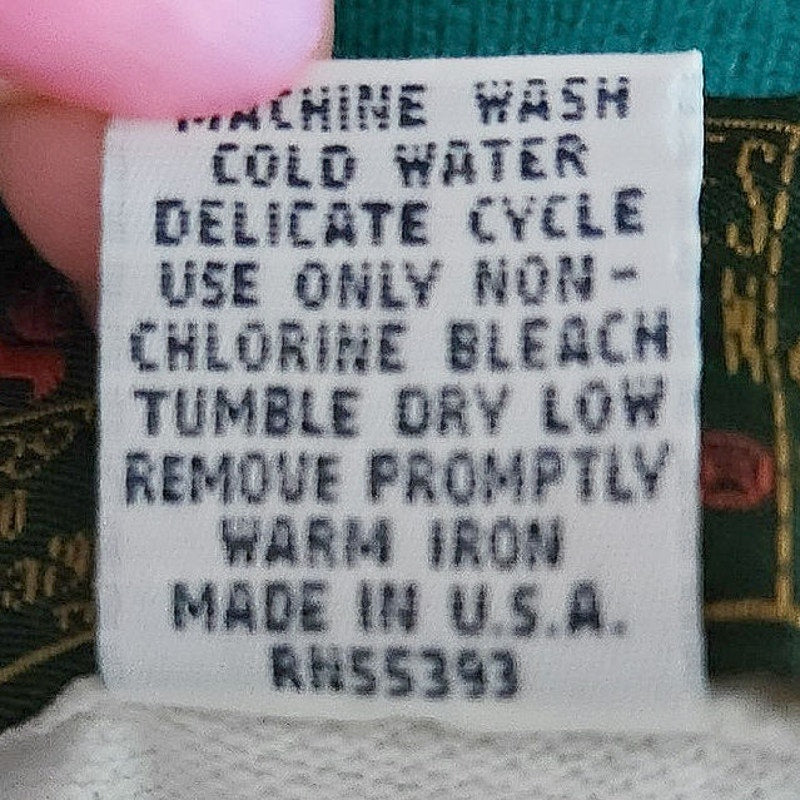 MACHINE WASH
COLD WATER
DELICATE CYCLE
USE ONLY NON-
CHLORINE BLEACH
TUMBLE DRY LOW
REMOVE PROMPTLY
WARM IRON
MADE IN U.S.A.
RN55393